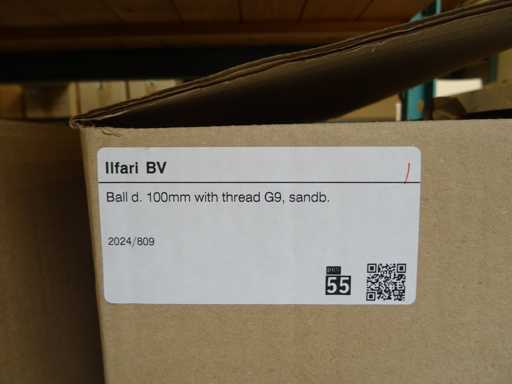 Ilfari BV
Ball d. 100mm with thread G9, sandb.
2024/809
55